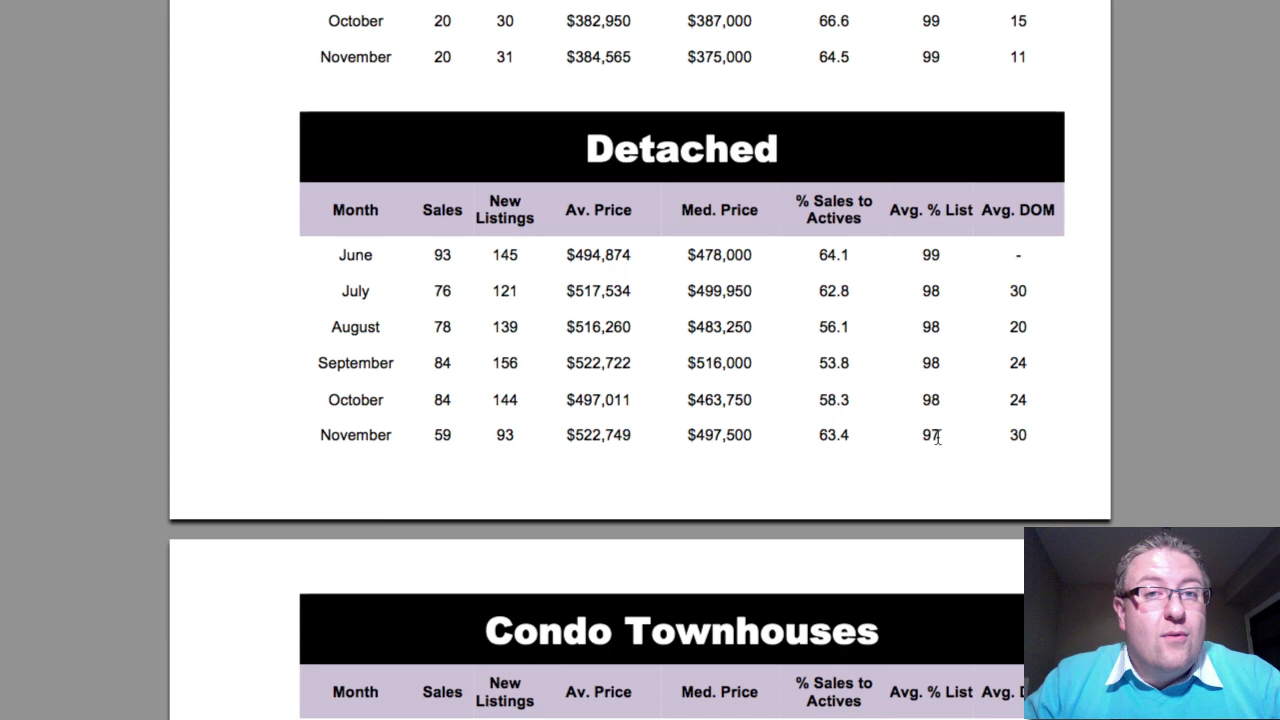 October 20 30 $382,950 $387,000 66.6 99 15
November 20 31 $384,565 $375,000 64.5 99 11
Detached
Month Sales New Listings Av. Price Med. Price % Sales to Actives Avg. % List Avg. DOM
June 93 145 $494,874 $478,000 64.1 99 -
July 76 121 $517,534 $499,950 62.8 98 30
August 78 139 $516,260 $483,250 56.1 98 20
September 84 156 $522,722 $516,000 53.8 98 24
October 84 144 $497,011 $463,750 58.3 98 24
November 59 93 $522,749 $497,500 63.4 97 30
Condo Townhouses
Month Sales New Listings Av. Price Med. Price % Sales to Actives Avg. % List Avg.